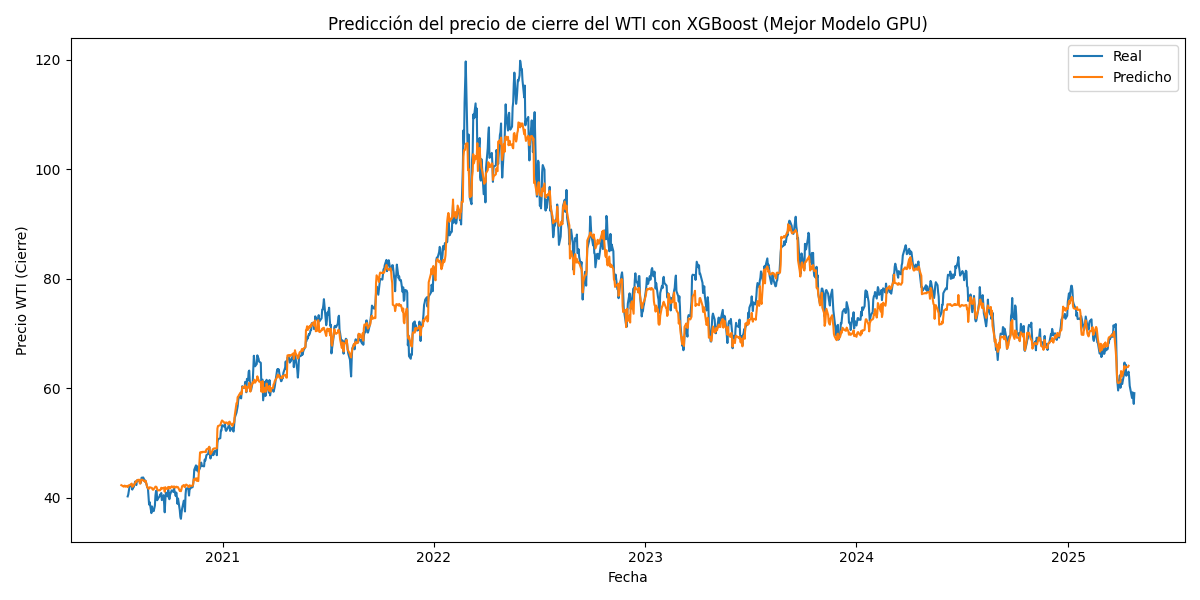 Predicción del precio de cierre del WTI con XGBoost (Mejor Modelo GPU)
Real
Predicho
Precio WTI (Cierre)
120
100
80
60
40
2021
2022
2023
2024
2025
Fecha